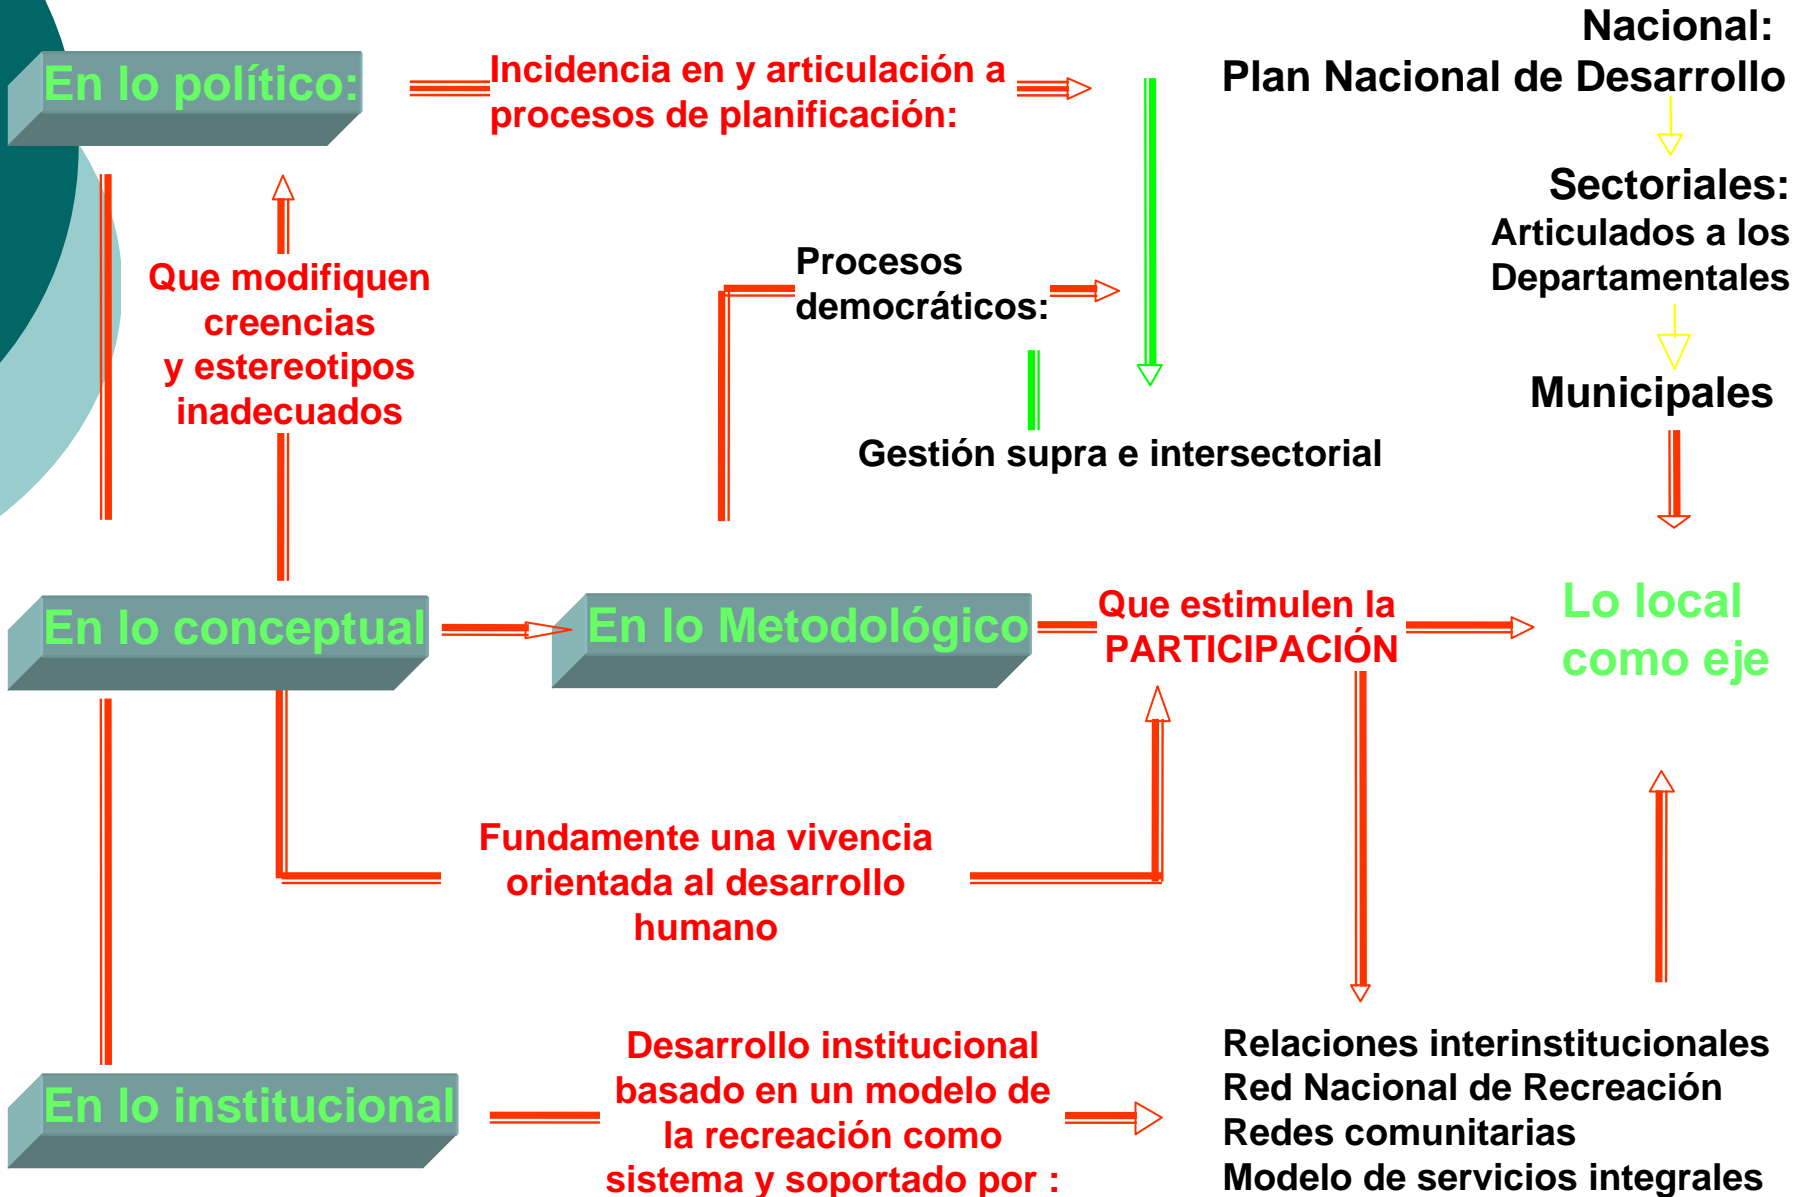 En lo político:
Incidencia en y articulación a
procesos de planificación:
Nacional:
Plan Nacional de Desarrollo
Sectoriales:
Articulados a los
Departamentales
Municipales
Que modifiquen
creencias
y estereotipos
inadecuados
Procesos
democráticos:
Gestión supra e intersectorial
En lo conceptual
En lo Metodológico
Que estimulen la
PARTICIPACIÓN
Lo local
como eje
Fundamente una vivencia
orientada al desarrollo
humano
En lo institucional
Desarrollo institucional
basado en un modelo de
la recreación como
sistema y soportado por :
Relaciones interinstitucionales
Red Nacional de Recreación
Redes comunitarias
Modelo de servicios integrales